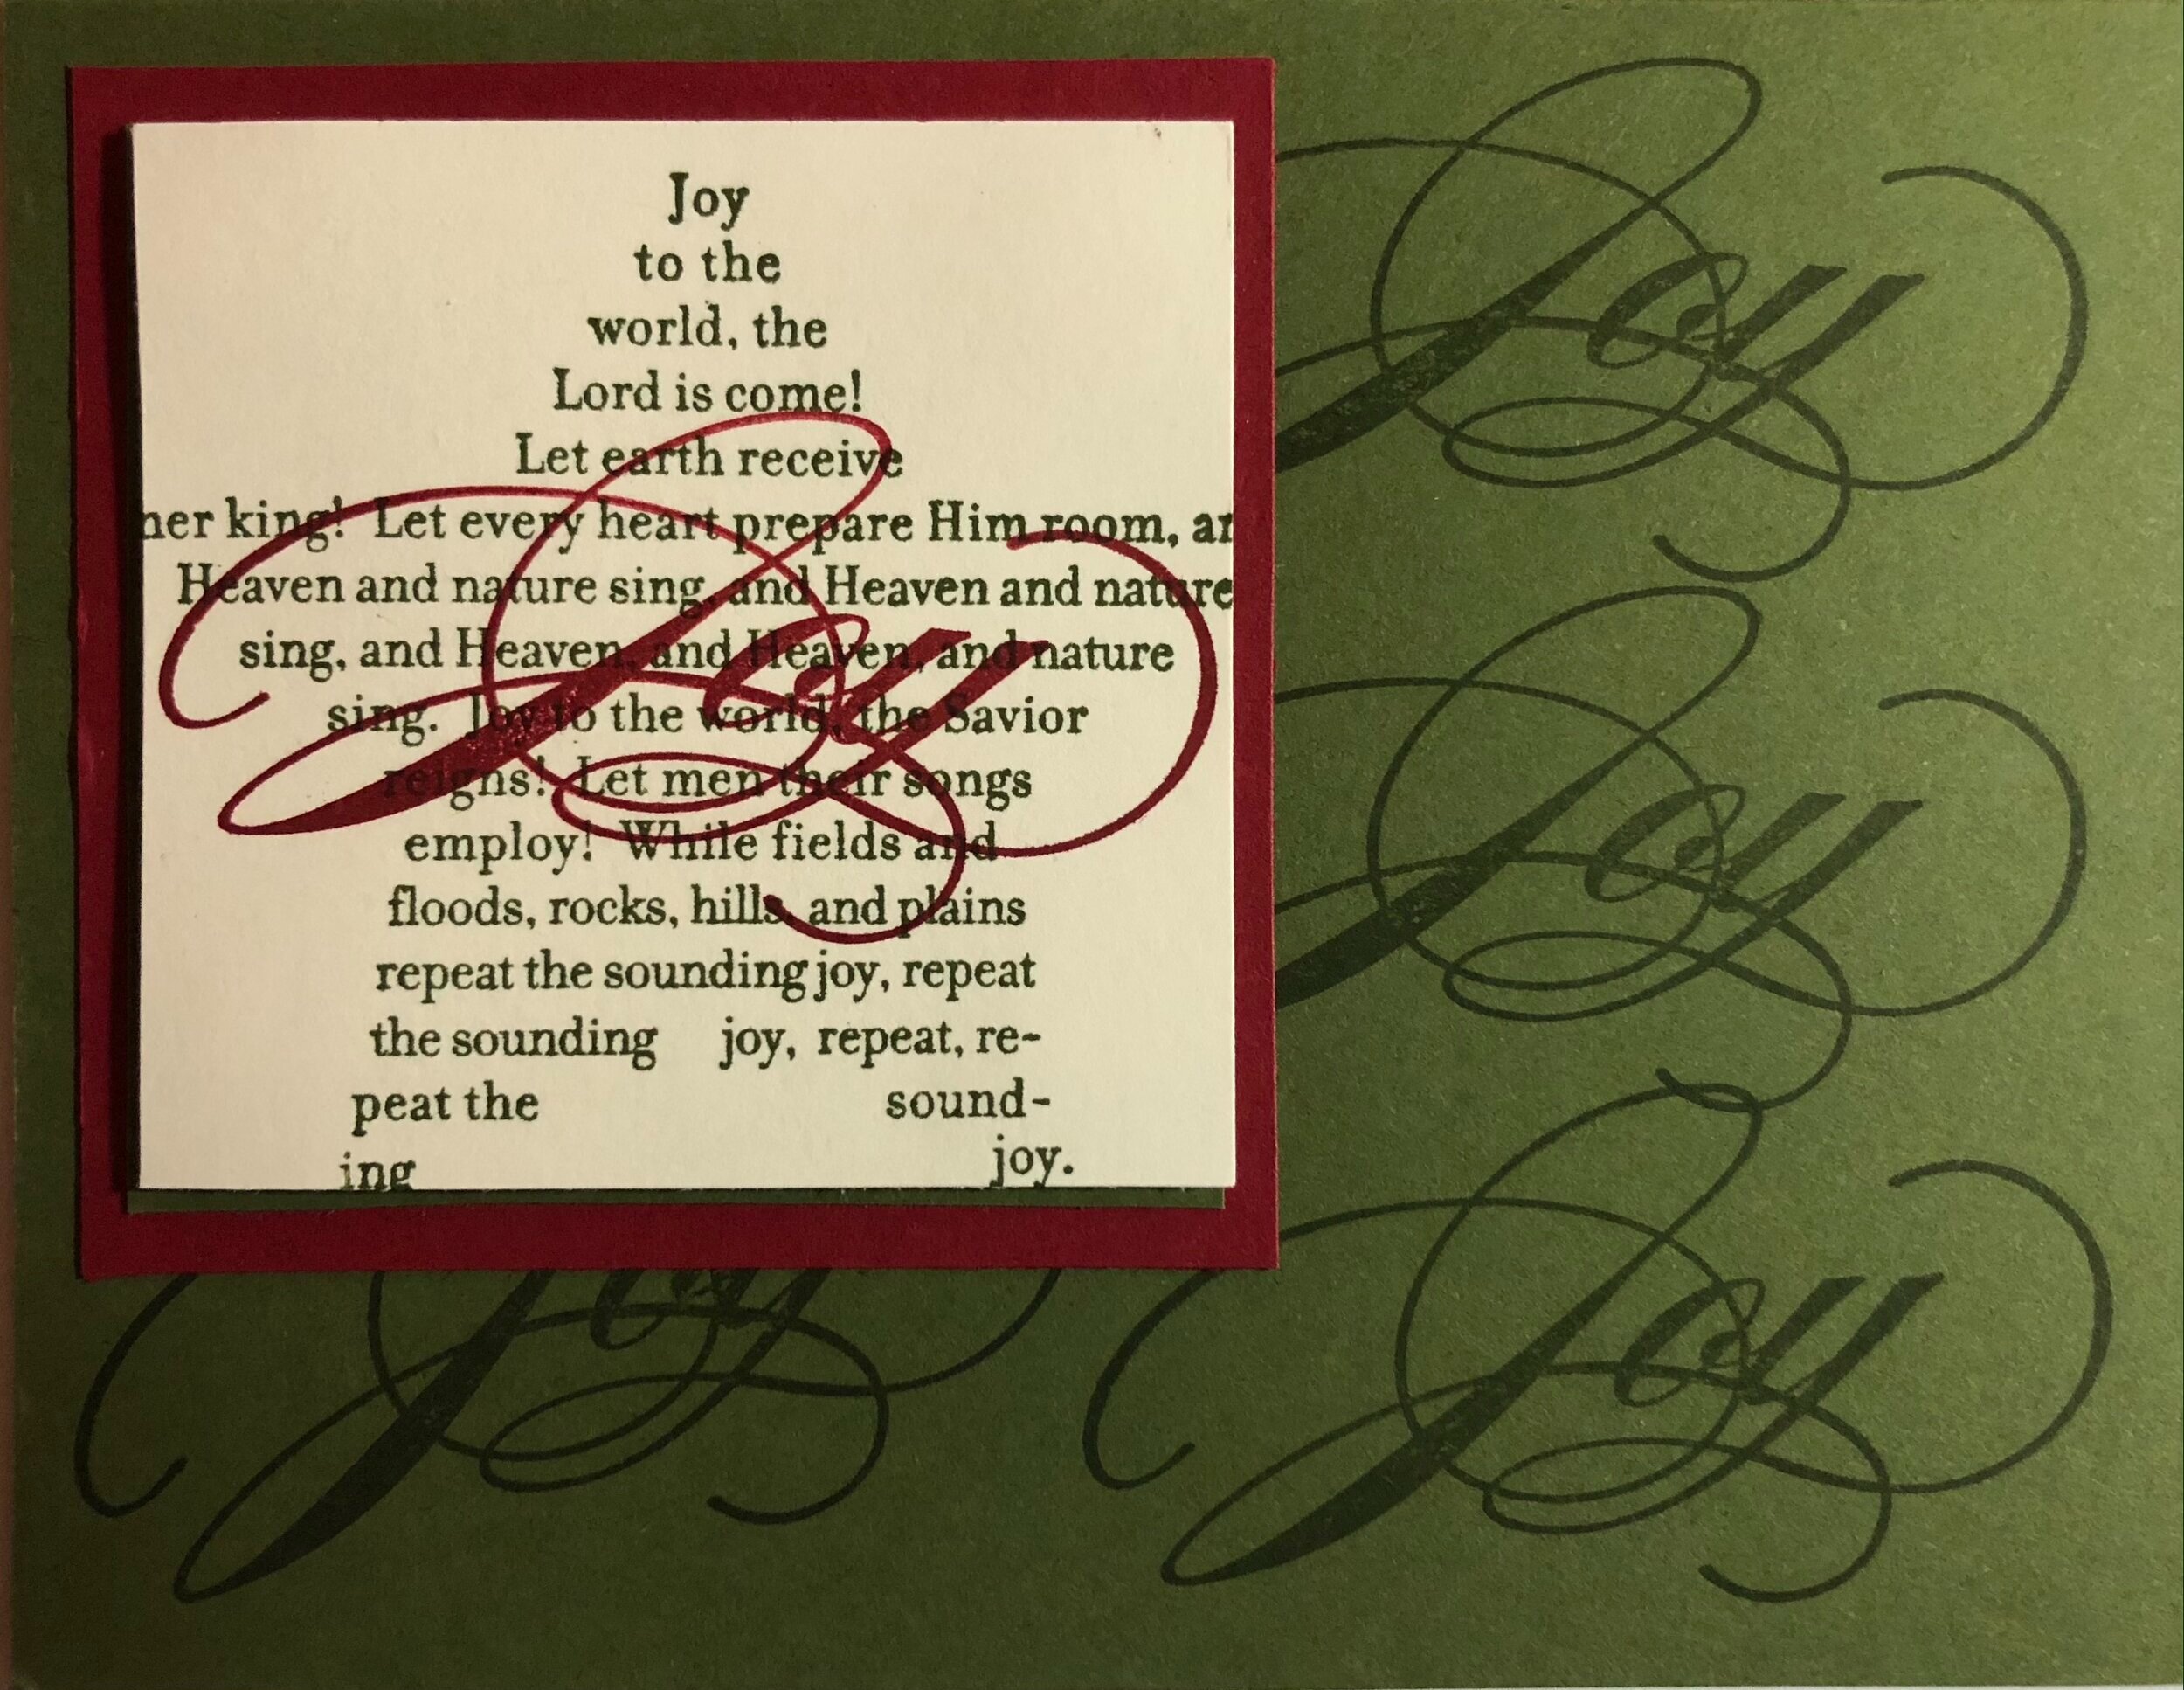 Joy
to the
world, the
Lord is come!
Let earth receive
her king! Let every heart prepare Him room, an
Heaven and nature sing, and Heaven and nature
sing, and Heaven, and Heaven, and nature
sing. Joy to the world, the Savior
reigns! Let men their songs
employ! While fields and
floods, rocks, hills, and plains
repeat the sounding joy, repeat
the sounding joy, repeat, re-
peat the sound-
ing joy.
Joy
Joy
Joy
Joy
Joy